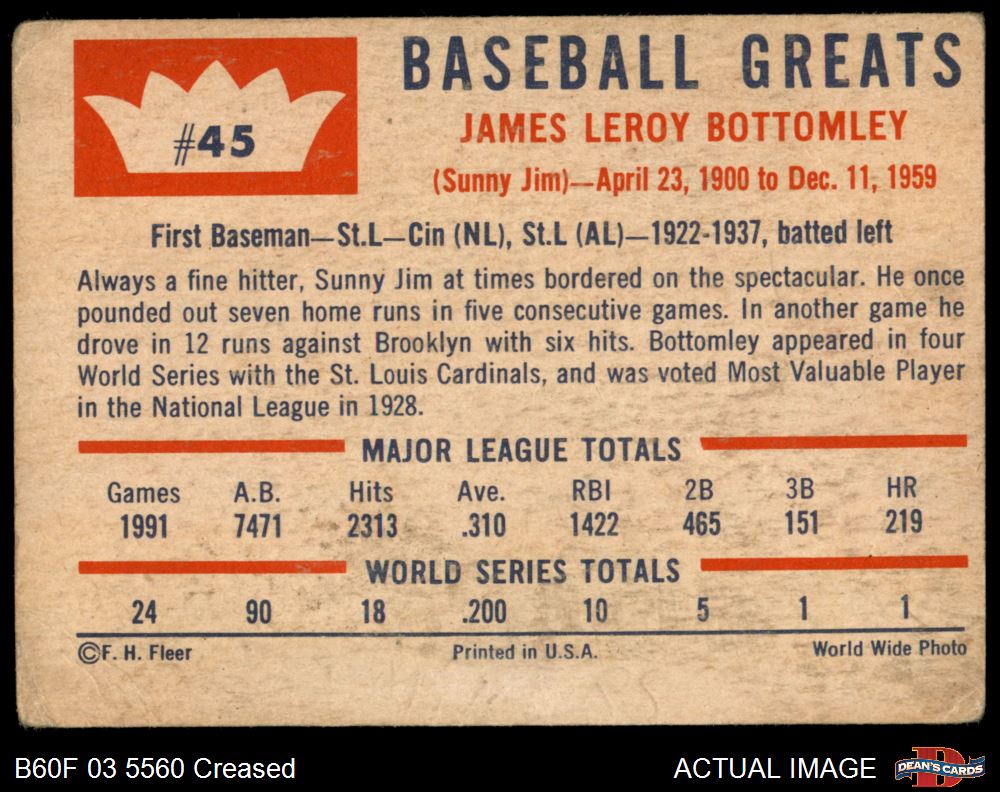 #45
BASEBALL GREATS
JAMES LEROY BOTTOMLEY
(Sunny Jim)—April 23, 1900 to Dec. 11, 1959
First Baseman—St.L—Cin (NL), St.L (AL)—1922-1937, batted left
Always a fine hitter, Sunny Jim at times bordered on the spectacular. He once
pounded out seven home runs in five consecutive games. In another game he
drove in 12 runs against Brooklyn with six hits. Bottomley appeared in four
World Series with the St. Louis Cardinals, and was voted Most Valuable Player
in the National League in 1928.
MAJOR LEAGUE TOTALS
Games A.B. Hits Ave. RBI 2B 3B HR
1991 7471 2313 .310 1422 465 151 219
WORLD SERIES TOTALS
24 90 18 .200 10 5 1 1
©F. H. Fleer Printed in U.S.A. World Wide Photo
B60F 03 5560 Creased ACTUAL IMAGE DEAN'S CARDS